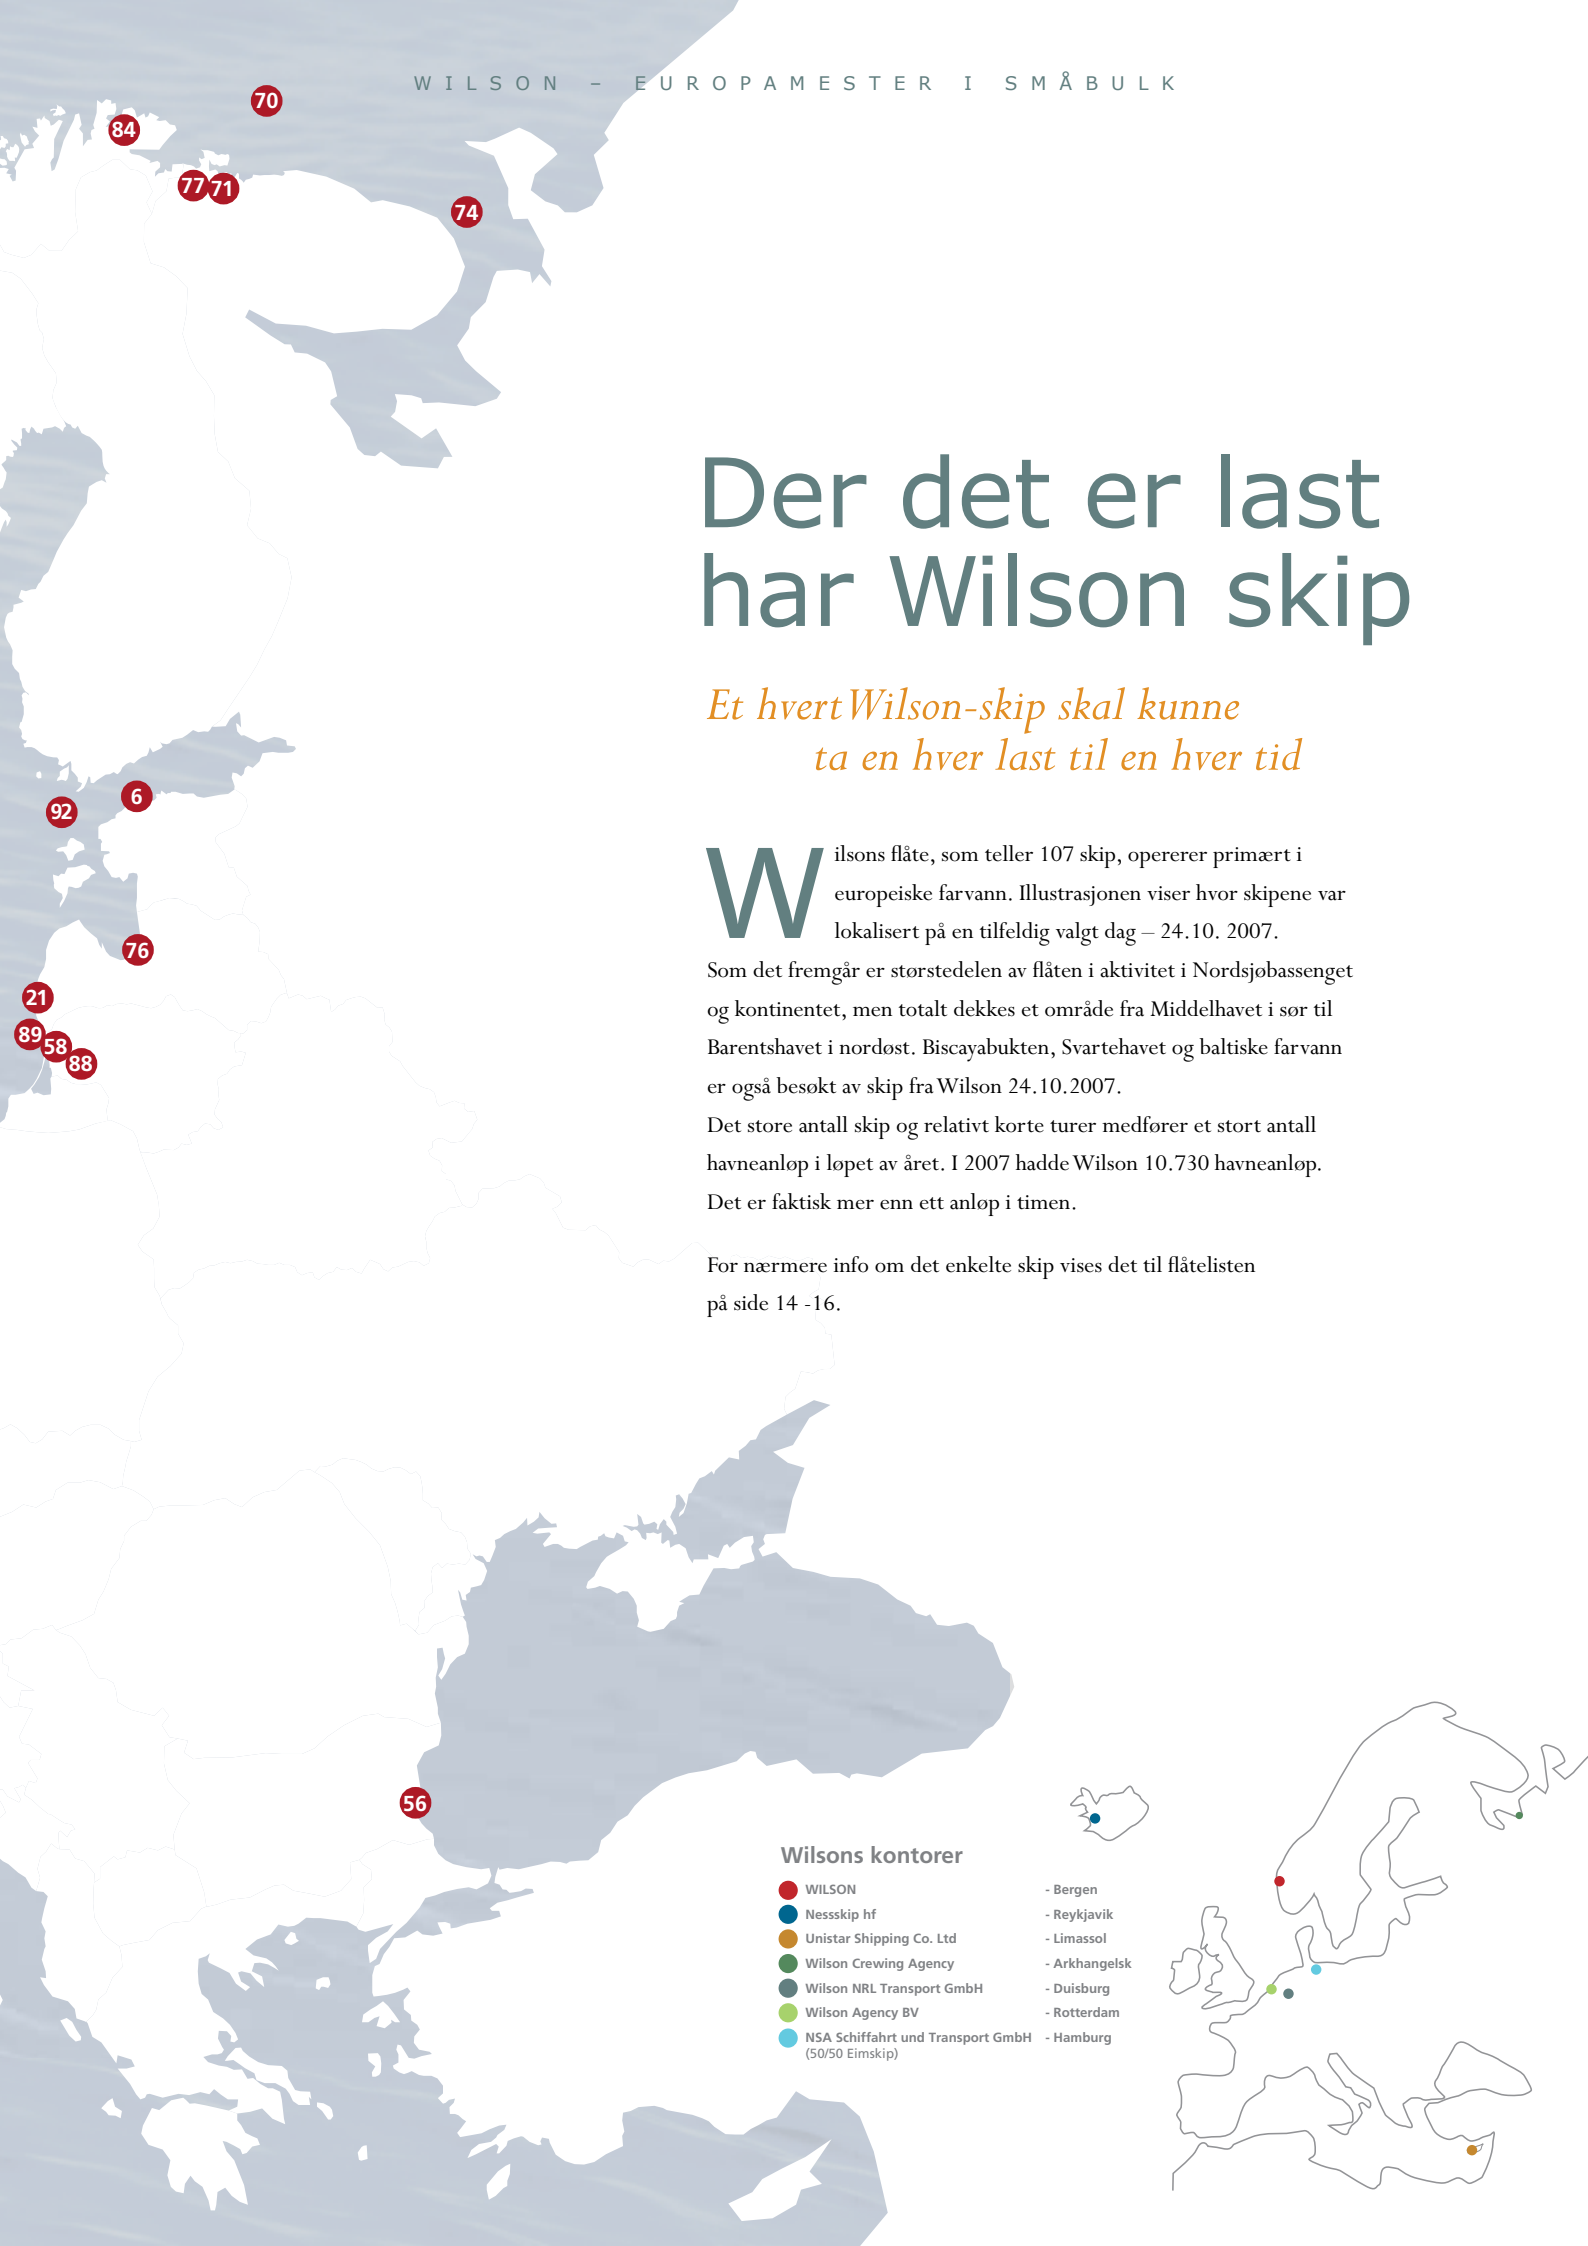 WILSON – EUROPAMESTER I SMÅBULK
70
84
77
71
74
Der det er last
har Wilson skip
Et hvert Wilson-skip skal kunne
ta en hver last til en hver tid
6
92
Wilsons flåte, som teller 107 skip, opererer primært i
europeiske farvann. Illustrasjonen viser hvor skipene var
lokalisert på en tilfeldig valgt dag – 24.10. 2007.
Som det fremgår er størstedelen av flåten i aktivitet i Nordsjøbassenget
og kontinentet, men totalt dekkes et område fra Middelhavet i sør til
Barentshavet i nordøst. Biscayabukten, Svartehavet og baltiske farvann
er også besøkt av skip fra Wilson 24.10.2007.
Det store antall skip og relativt korte turer medfører et stort antall
havneanløp i løpet av året. I 2007 hadde Wilson 10.730 havneanløp.
Det er faktisk mer enn ett anløp i timen.
For nærmere info om det enkelte skip vises det til flåtelisten
på side 14 -16.
76
21
89
58
88
56
Wilsons kontorer
WILSON - Bergen
Nessskip hf - Reykjavik
Unistar Shipping Co. Ltd - Limassol
Wilson Crewing Agency - Arkhangelsk
Wilson NRL Transport GmbH - Duisburg
Wilson Agency BV - Rotterdam
NSA Schiffahrt und Transport GmbH - Hamburg
(50/50 Eimskip)